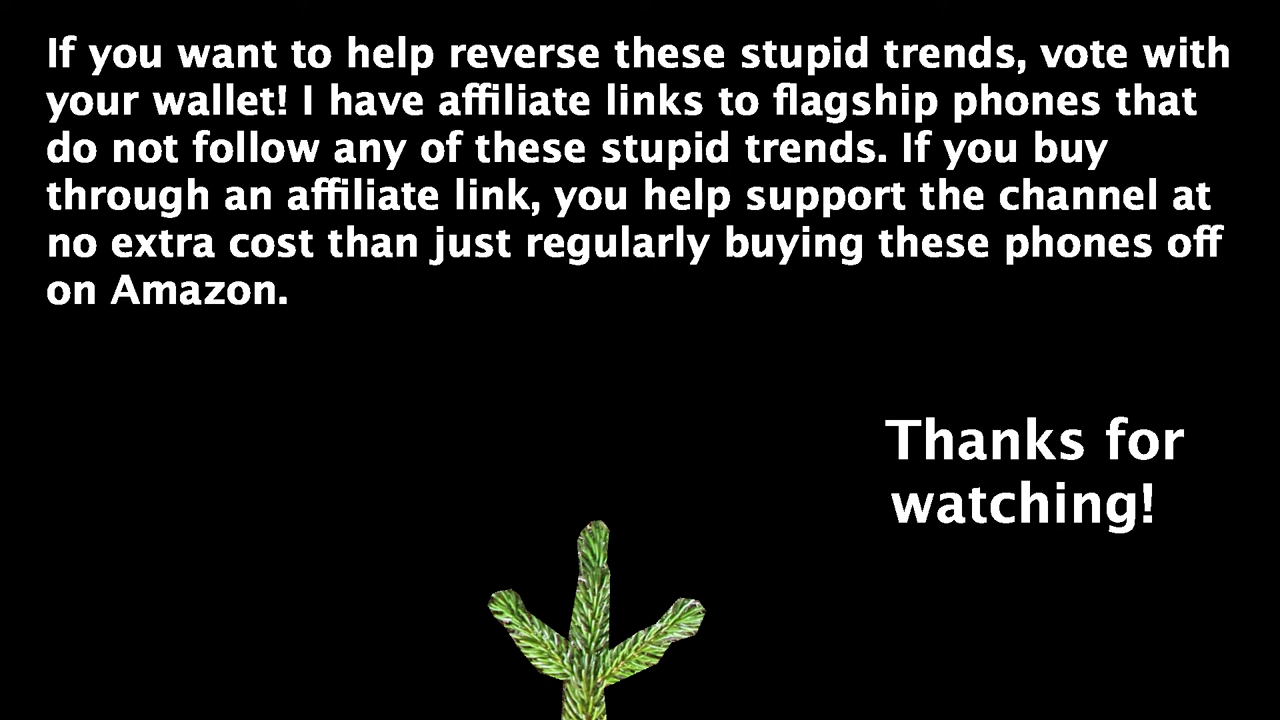 If you want to help reverse these stupid trends, vote with
your wallet! I have affiliate links to flagship phones that
do not follow any of these stupid trends. If you buy
through an affiliate link, you help support the channel at
no extra cost than just regularly buying these phones off
on Amazon.
Thanks for
watching!